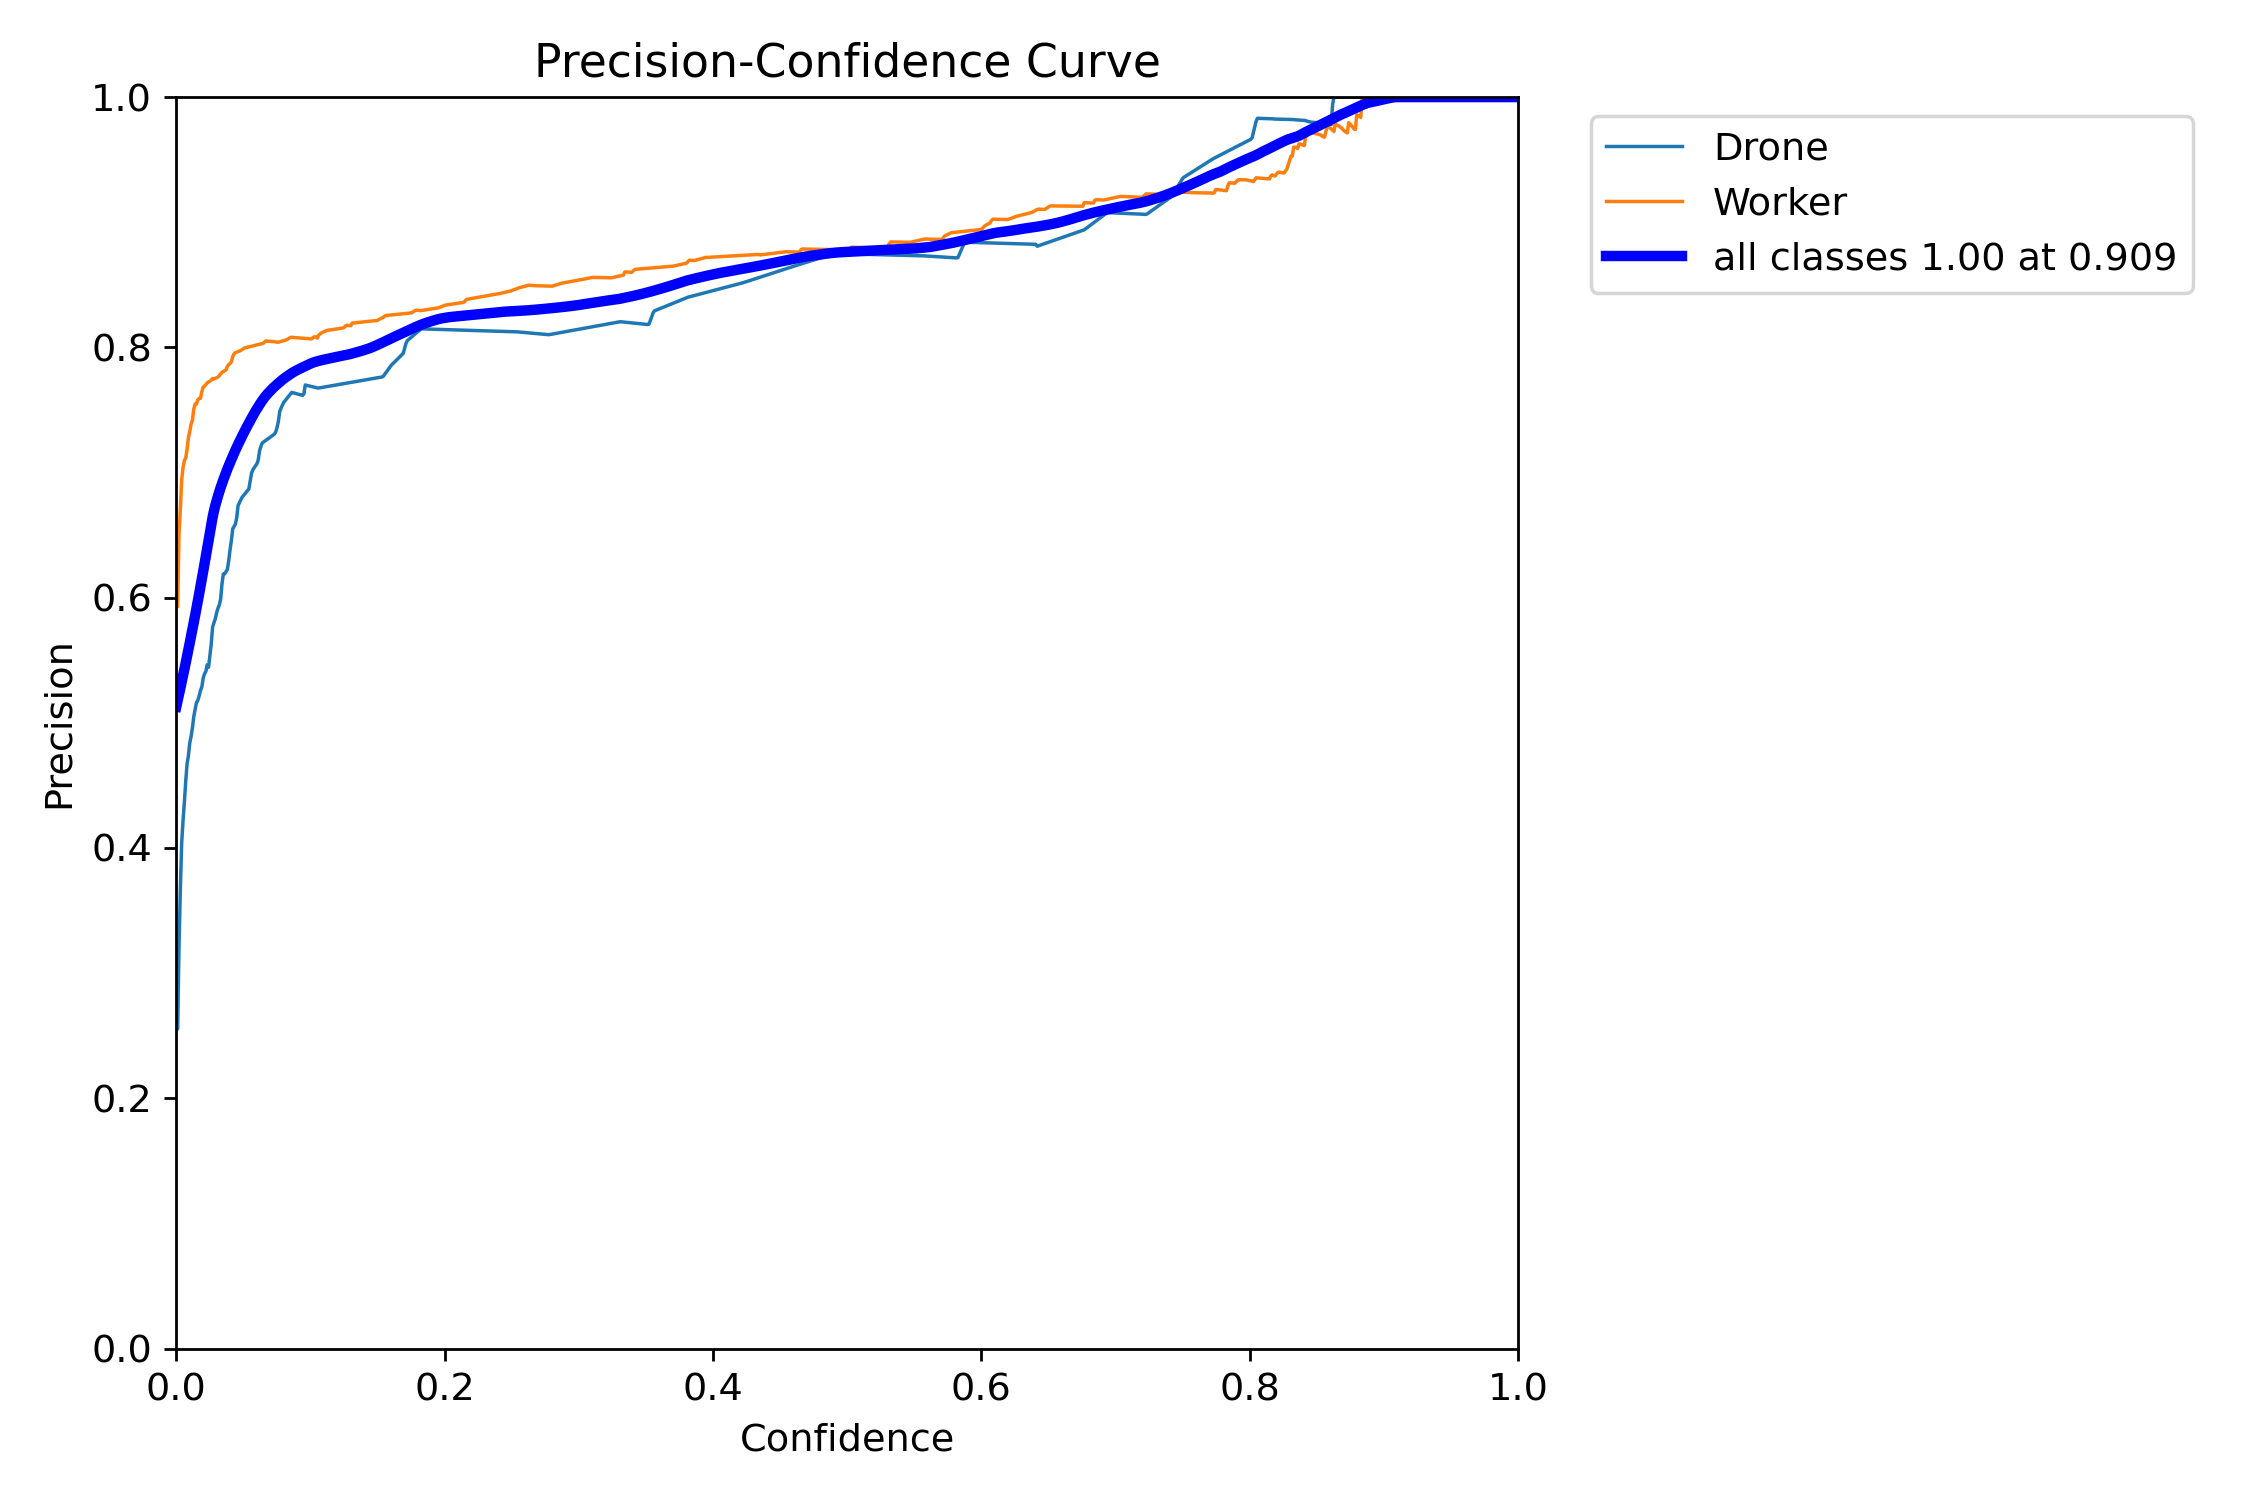 Precision-Confidence Curve
1.0
0.8
0.6
0.4
0.2
0.0
Precision
0.0 0.2 0.4 0.6 0.8 1.0
Confidence
Drone
Worker
all classes 1.00 at 0.909